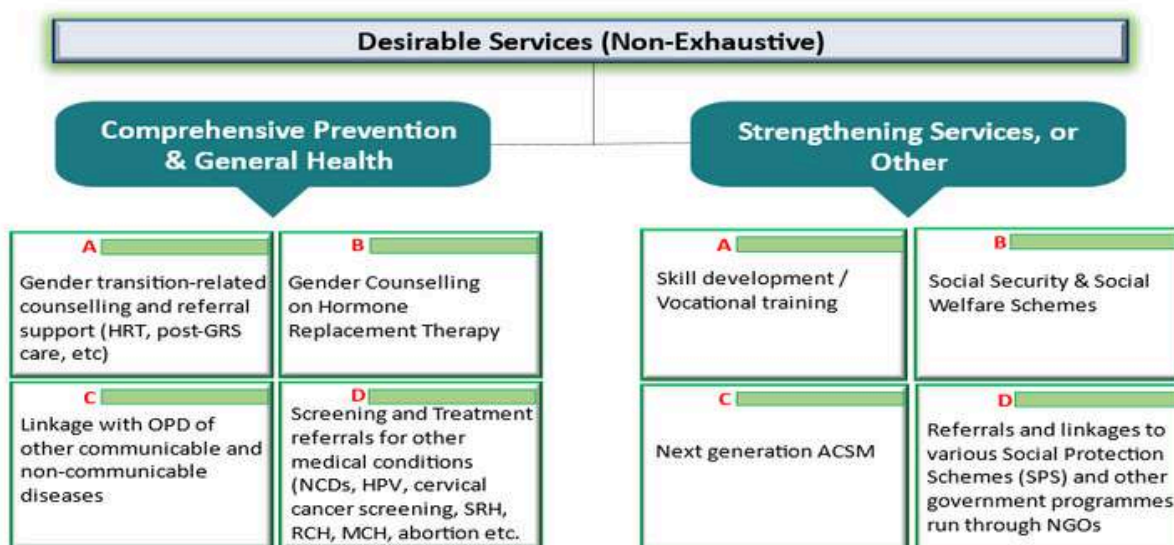 Desirable Services (Non-Exhaustive)
Comprehensive Prevention
& General Health
A
Gender transition-related
counselling and referral
support (HRT, post-GRS
care, etc)
B
Gender Counselling
on Hormone
Replacement Therapy
C
Linkage with OPD of
other communicable and
non-communicable
diseases
D
Screening and Treatment
referrals for other
medical conditions
(NCDs, HPV, cervical
cancer screening, SRH,
RCH, MCH, abortion etc.
Strengthening Services, or
Other
A
Skill development /
Vocational training
B
Social Security & Social
Welfare Schemes
C
Next generation ACSM
D
Referrals and linkages to
various Social Protection
Schemes (SPS) and other
government programmes
run through NGOs